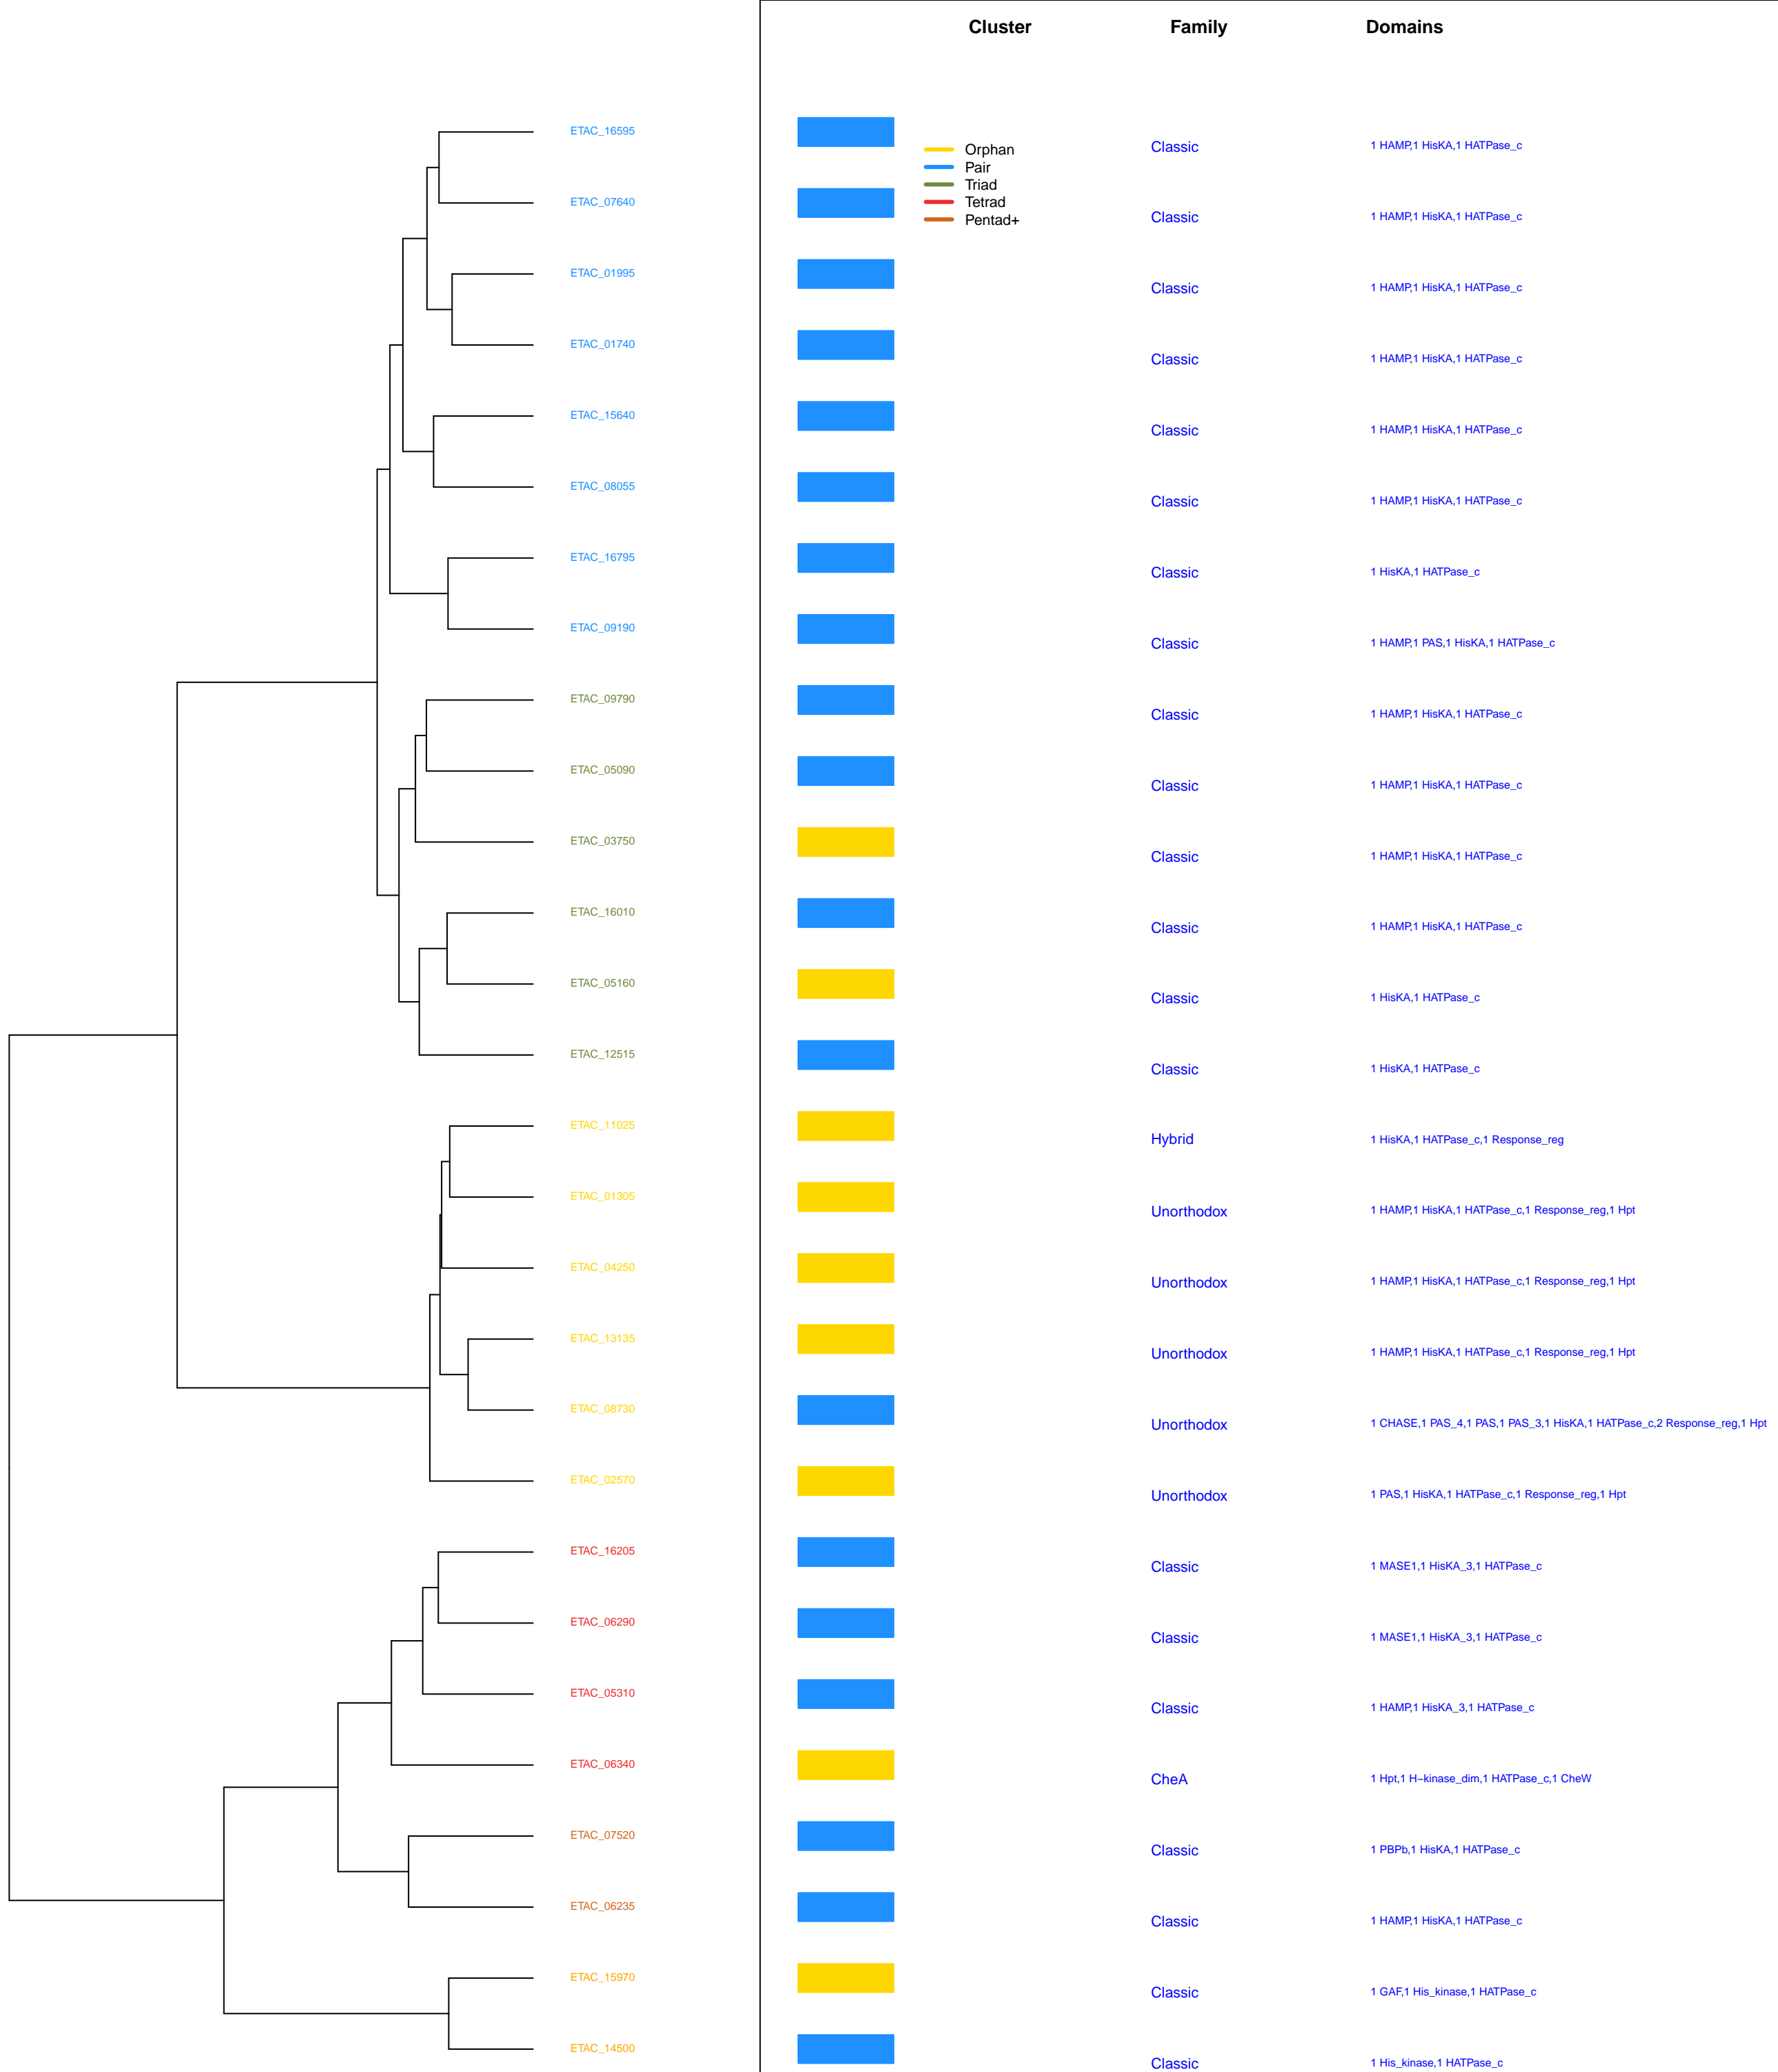 Cluster Family Domains
ETAC_16595 Classic 1 HAMP,1 HisKA,1 HATPase_c
Orphan
Pair
Triad
Tetrad
Pentad+
ETAC_07640 Classic 1 HAMP,1 HisKA,1 HATPase_c
ETAC_01995 Classic 1 HAMP,1 HisKA,1 HATPase_c
ETAC_01740 Classic 1 HAMP,1 HisKA,1 HATPase_c
ETAC_15640 Classic 1 HAMP,1 HisKA,1 HATPase_c
ETAC_08055 Classic 1 HAMP,1 HisKA,1 HATPase_c
ETAC_16795 Classic 1 HisKA,1 HATPase_c
ETAC_09190 Classic 1 HAMP,1 PAS,1 HisKA,1 HATPase_c
ETAC_09790 Classic 1 HAMP,1 HisKA,1 HATPase_c
ETAC_05090 Classic 1 HAMP,1 HisKA,1 HATPase_c
ETAC_03750 Classic 1 HAMP,1 HisKA,1 HATPase_c
ETAC_16010 Classic 1 HAMP,1 HisKA,1 HATPase_c
ETAC_05160 Classic 1 HisKA,1 HATPase_c
ETAC_12515 Classic 1 HisKA,1 HATPase_c
ETAC_11025 Hybrid 1 HisKA,1 HATPase_c,1 Response_reg
ETAC_01305 Unorthodox 1 HAMP,1 HisKA,1 HATPase_c,1 Response_reg,1 Hpt
ETAC_04250 Unorthodox 1 HAMP,1 HisKA,1 HATPase_c,1 Response_reg,1 Hpt
ETAC_13135 Unorthodox 1 HAMP,1 HisKA,1 HATPase_c,1 Response_reg,1 Hpt
ETAC_08730 Unorthodox 1 CHASE,1 PAS_4,1 PAS,1 PAS_3,1 HisKA,1 HATPase_c,2 Response_reg,1 Hpt
ETAC_02570 Unorthodox 1 PAS,1 HisKA,1 HATPase_c,1 Response_reg,1 Hpt
ETAC_16205 Classic 1 MASE1,1 HisKA_3,1 HATPase_c
ETAC_06290 Classic 1 MASE1,1 HisKA_3,1 HATPase_c
ETAC_05310 Classic 1 HAMP,1 HisKA_3,1 HATPase_c
ETAC_06340 CheA 1 Hpt,1 H−kinase_dim,1 HATPase_c,1 CheW
ETAC_07520 Classic 1 PBPb,1 HisKA,1 HATPase_c
ETAC_06235 Classic 1 HAMP,1 HisKA,1 HATPase_c
ETAC_15970 Classic 1 GAF,1 His_kinase,1 HATPase_c
ETAC_14500 Classic 1 His_kinase,1 HATPase_c